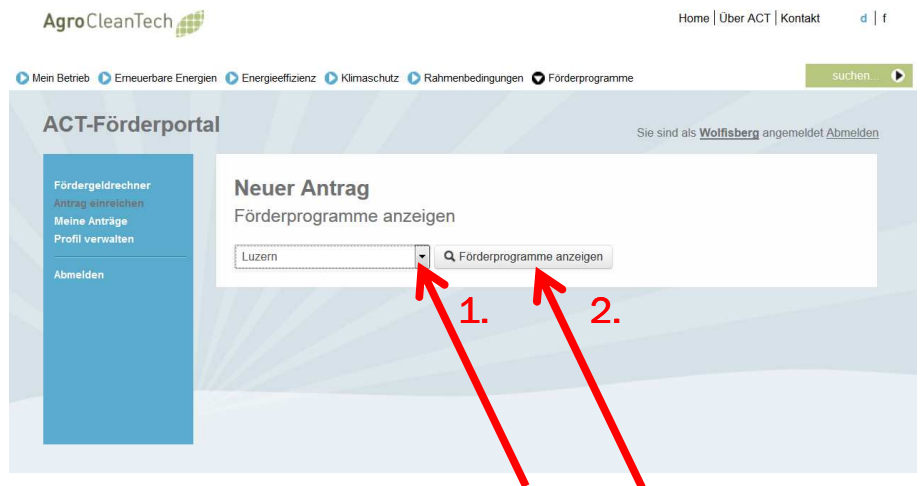 AgroCleanTech
Home | Über ACT | Kontakt d | f
Mein Betrieb Erneuerbare Energien Energieeffizienz Klimaschutz Rahmenbedingungen Förderprogramme
suchen...
ACT-Förderportal
Sie sind als Wolfisberg angemeldet Abmelden
Fördergeldrechner
Antrag einreichen
Meine Anträge
Profil verwalten
Abmelden
Neuer Antrag
Förderprogramme anzeigen
Luzern
Förderprogramme anzeigen
1. 2.